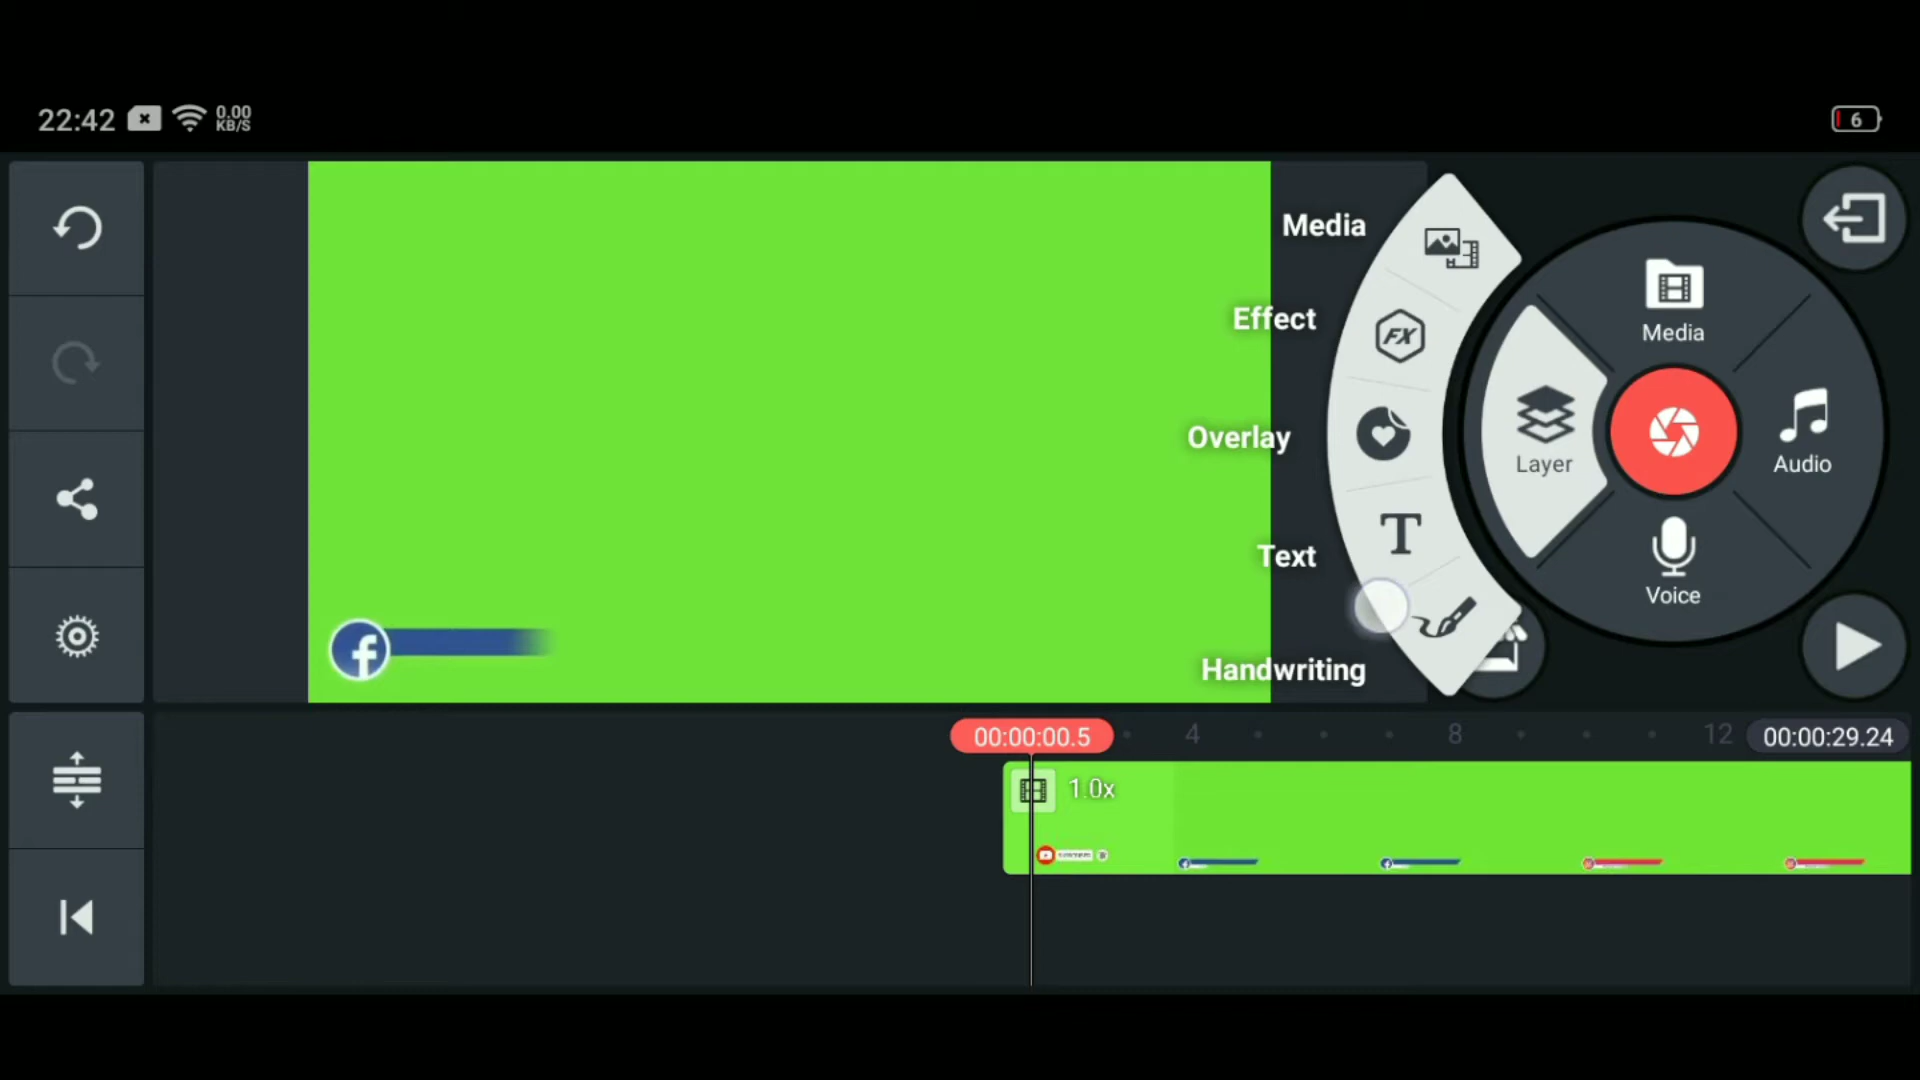 22:42
0.00
KB/S
6
Media
Effect
Overlay
Text
Handwriting
Media
Layer
Audio
Voice
00:00:00.5
4
8
12
00:00:29.24
1.0x